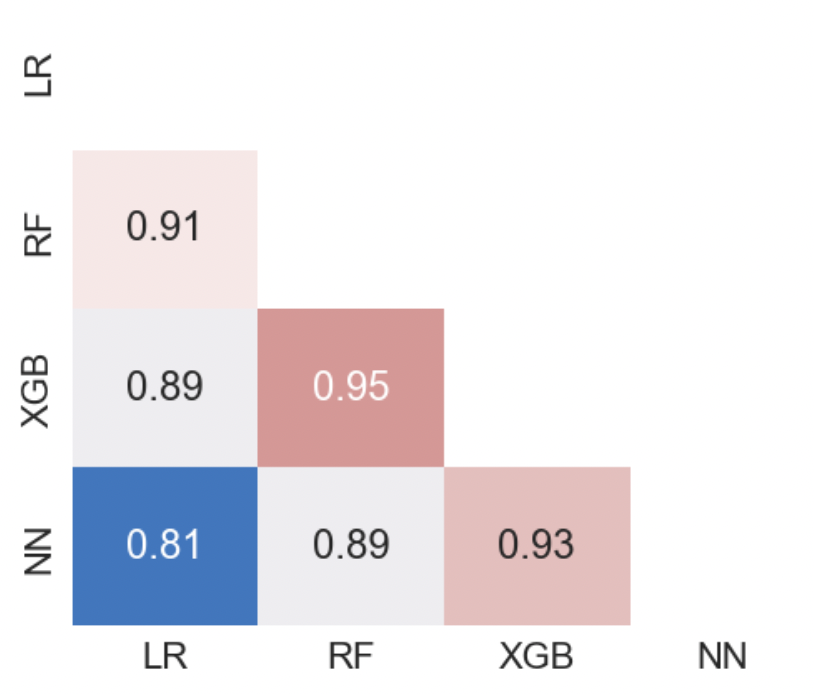 LR
RF
0.91
XGB
0.89 0.95
NN
0.81 0.89 0.93
LR RF XGB NN